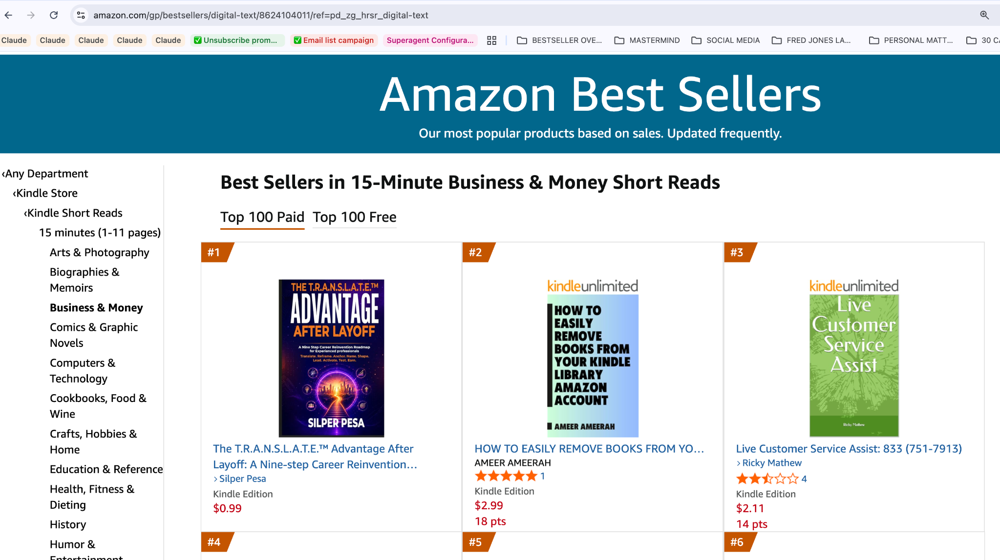 amazon.com/gp/bestsellers/digital-text/8624104011/ref=pd_zg_hrsr_digital-text
Claude
Claude
Claude
Claude
Claude
✅ Unsubscribe prom...
✅ Email list campaign
Superagent Configura...
BESTSELLER OVE...
MASTERMIND
SOCIAL MEDIA
FRED JONES LA...
PERSONAL MATT...
30 CA
Amazon Best Sellers
Our most popular products based on sales. Updated frequently.
‹Any Department
‹Kindle Store
‹Kindle Short Reads
15 minutes (1-11 pages)
Arts & Photography
Biographies &
Memoirs
Business & Money
Comics & Graphic
Novels
Computers &
Technology
Cookbooks, Food &
Wine
Crafts, Hobbies &
Home
Education & Reference
Health, Fitness &
Dieting
History
Humor &
Entertainment
Best Sellers in 15-Minute Business & Money Short Reads
Top 100 Paid
Top 100 Free
#1
THE T.R.A.N.S.L.A.T.E.™
ADVANTAGE
AFTER LAYOFF
A Nine Step Career Reinvention Roadmap
for Experienced professionals
Translate. Reframe. Anchor. Name. Shape.
Lead. Activate. Test. Earn.
SILPER PESA
The T.R.A.N.S.L.A.T.E.™ Advantage After
Layoff: A Nine-step Career Reinvention…
› Silper Pesa
Kindle Edition
$0.99
#2
kindleunlimited
HOW TO
EASILY
REMOVE
BOOKS FROM
YOUR KINDLE
LIBRARY
AMAZON
ACCOUNT
AMEER AMEERAH
HOW TO EASILY REMOVE BOOKS FROM YO…
AMEER AMEERAH
1
Kindle Edition
$2.99
18 pts
#3
kindleunlimited
Live
Customer
Service
Assist
Ricky Mathew
Live Customer Service Assist: 833 (751-7913)
› Ricky Mathew
4
Kindle Edition
$2.11
14 pts
#4
#5
#6